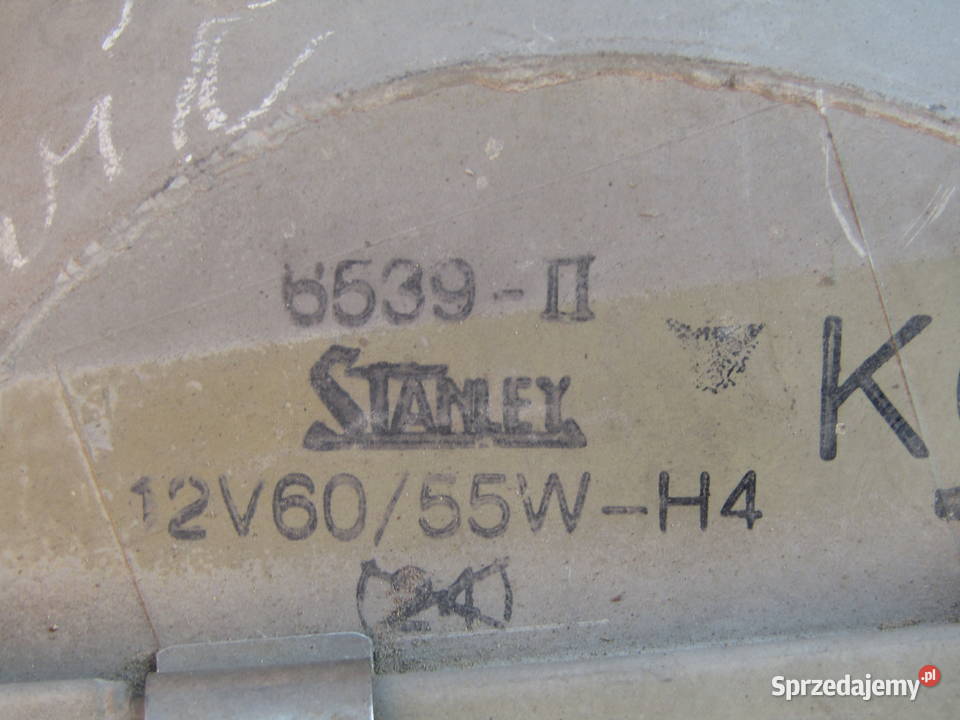 6539-II
STANLEY
K
12V60/55W-H4
24
Sprzedajemy.pl